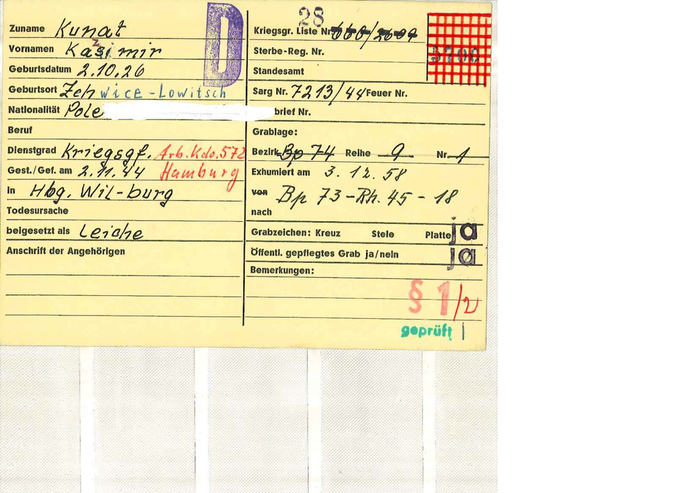 Zuname Kunat
Vornamen Kasimir
Geburtsdatum 2.10.26
Geburtsort Zchwice-Lowitsch
Nationalität Pole
Beruf
Dienstgrad Kriegsgf. Arb.Kdo.572
Gest./Gef. am 2.11.44 Hamburg
In Hbg. Wil-burg
Todesursache
beigesetzt als Leiche
Anschrift der Angehörigen
D
28
Kriegsgr. Liste Nr.
Sterbe-Reg. Nr.
Standesamt
Sarg Nr. 7213/44 Feuer Nr.
brief Nr.
Grablage:
Bezirk Bp 74 Reihe 9 Nr. 1
Exhumiert am 3.12.58
von Bp 73-Rh. 45 - 18
nach
Grabzeichen: Kreuz Stele Platte ja
Öffentl. gepflegtes Grab ja/nein ja
Bemerkungen:
§ 1/2
geprüft